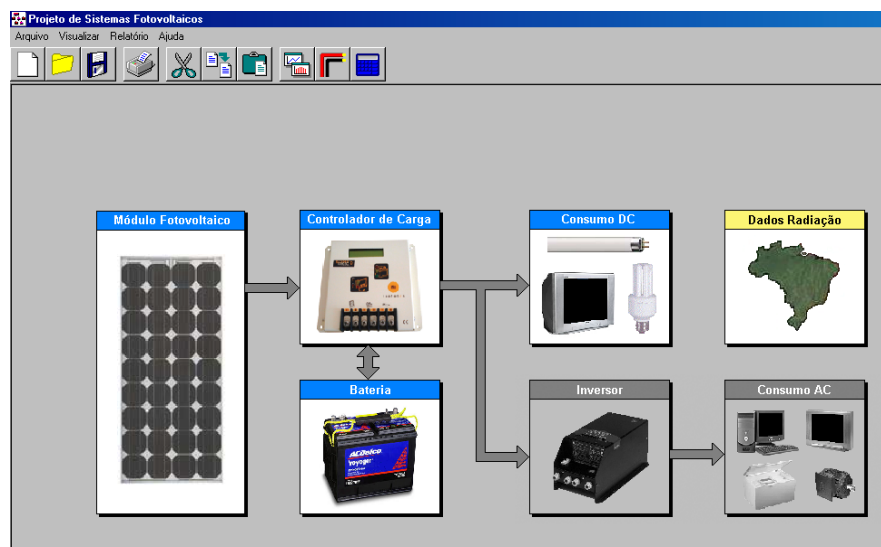 Projeto de Sistemas Fotovoltaicos
Arquivo Visualizar Relatório Ajuda
Módulo Fotovoltaico
Controlador de Carga
Consumo DC
Dados Radiação
Bateria
Inversor
Consumo AC
ACDelco
Voyager